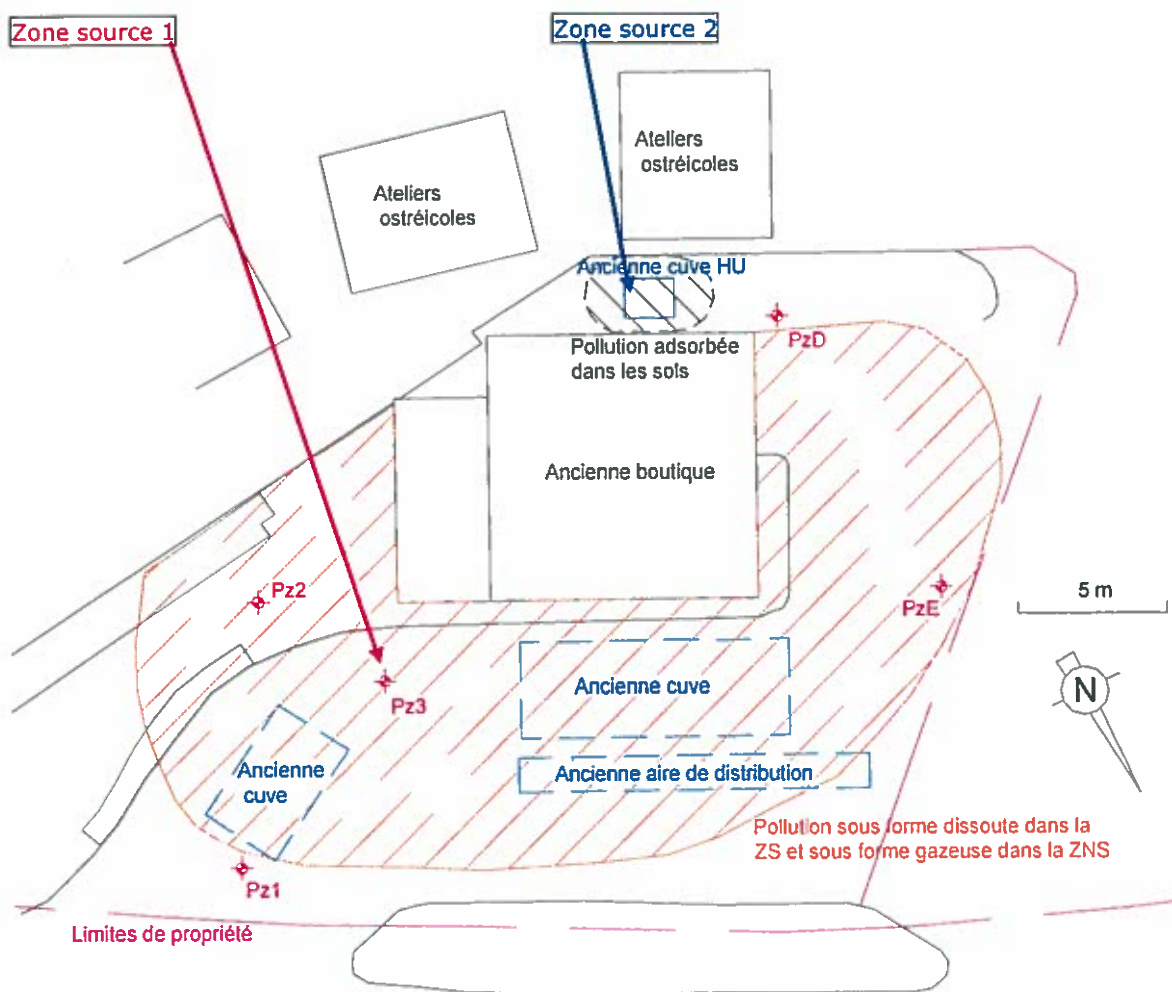 Zone source 1
Zone source 2
Ateliers
ostréicoles
Ateliers
ostréicoles
Ancienne cuve HU
PzD
Pollution adsorbée
dans les sols
Ancienne boutique
Pz2
PzE
5 m
Pz3
Ancienne cuve
N
Ancienne
cuve
Ancienne aire de distribution
Pollution sous forme dissoute dans la
ZS et sous forme gazeuse dans la ZNS
Pz1
Limites de propriété